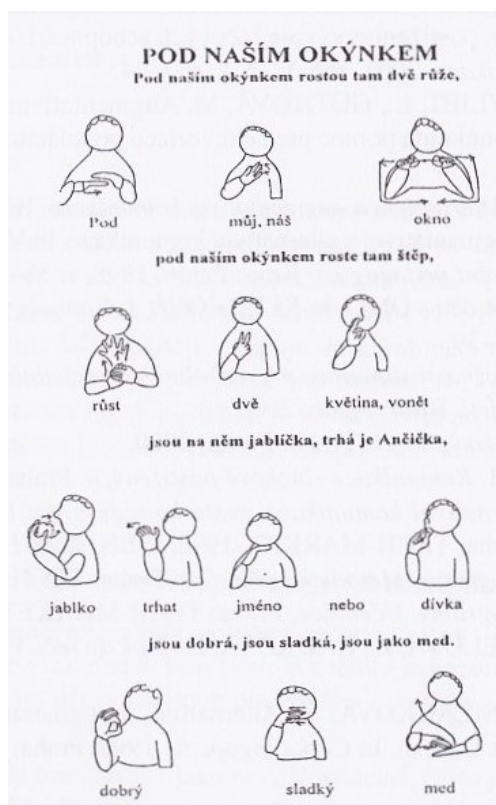 POD NAŠÍM OKÝNKEM
Pod naším okýnkem rostou tam dvě růže,
pod můj, náš okno
pod naším okýnkem roste tam štěp,
růst dvě květina, vonět
jsou na něm jablíčka, trhá je Ančička,
jablko trhat jméno nebo dívka
jsou dobrá, jsou sladká, jsou jako med.
dobrý sladký med